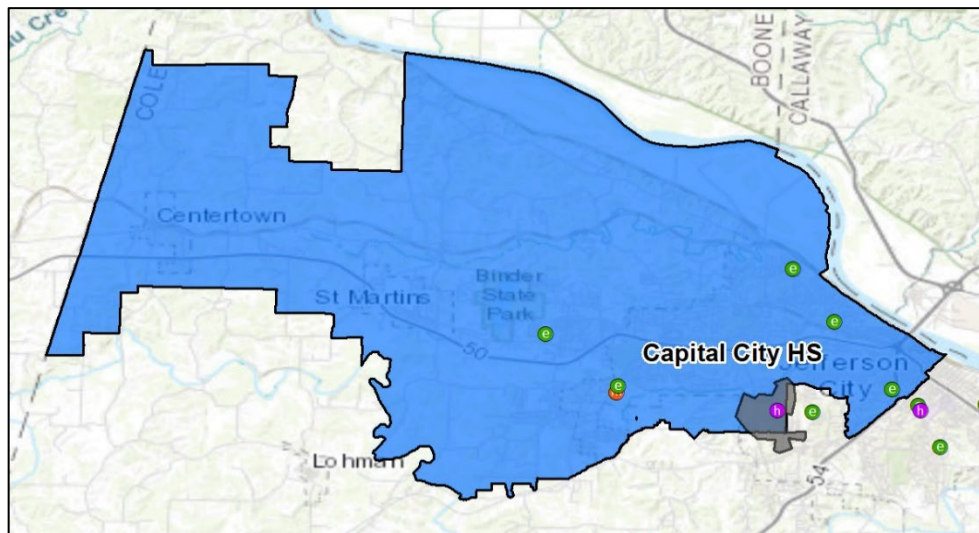 BOONE
CALLAWAY
COLE
Centertown
St Martins
Binder
State
Park
50
Capital City HS
Jefferson
City
Lohman
54
e
e
e
e
e
e
e
h
h